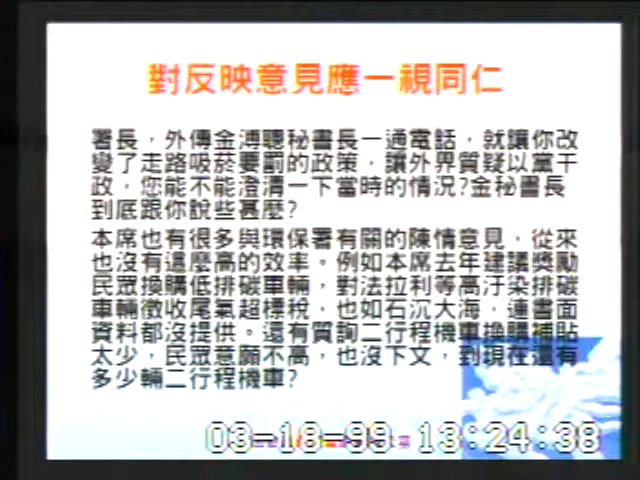 對反映意見應一視同仁
署長，外傳金溥聰秘書長一通電話，就讓你改
變了走路吸菸要罰的政策，讓外界質疑以黨干
政，您能不能澄清一下當時的情況?金秘書長
到底跟你說些甚麼?
本席也有很多與環保署有關的陳情意見，從來
也沒有這麼高的效率。例如本席去年建議獎勵
民眾換購低排碳車輛，對法拉利等高汙染排碳
車輛徵收尾氣超標稅，也如石沉大海，連書面
資料都沒提供。還有質詢二行程機車換購補貼
太少，民眾意願不高，也沒下文，到現在還有
多少輛二行程機車?
03-18-99 13:24:38